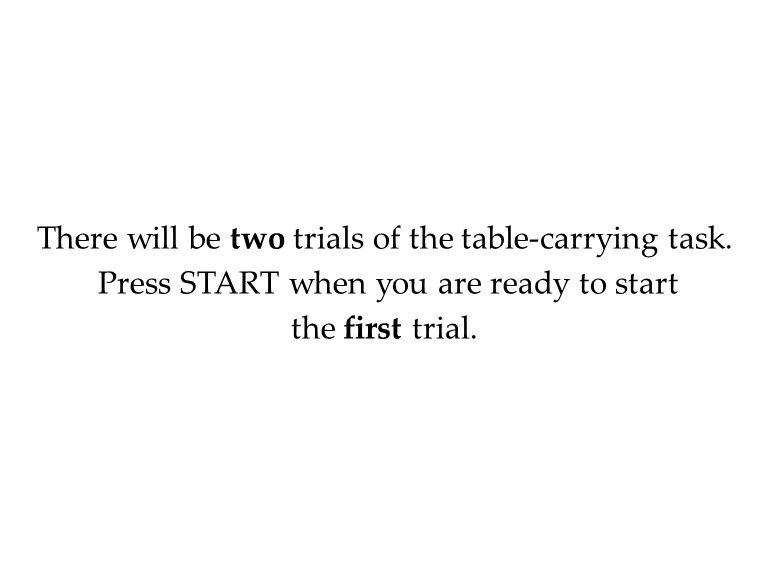 There will be two trials of the table-carrying task.
Press START when you are ready to start
the first trial.